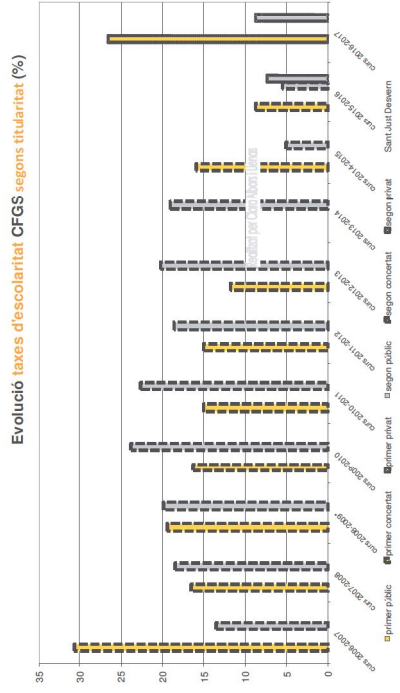 Evolució taxes d'escolaritat CFGS segons titularitat (%)
35
30
25
20
15
10
5
0
curs 2006-2007
curs 2007-2008
curs 2008-2009*
curs 2009-2010
curs 2010-2011
curs 2011-2012
curs 2012-2013
curs 2013-2014
curs 2014-2015
curs 2015-2016
curs 2016-2017
primer públic
primer concertat
primer privat
segon públic
segon concertat
segon privat
Sant Just Desvern